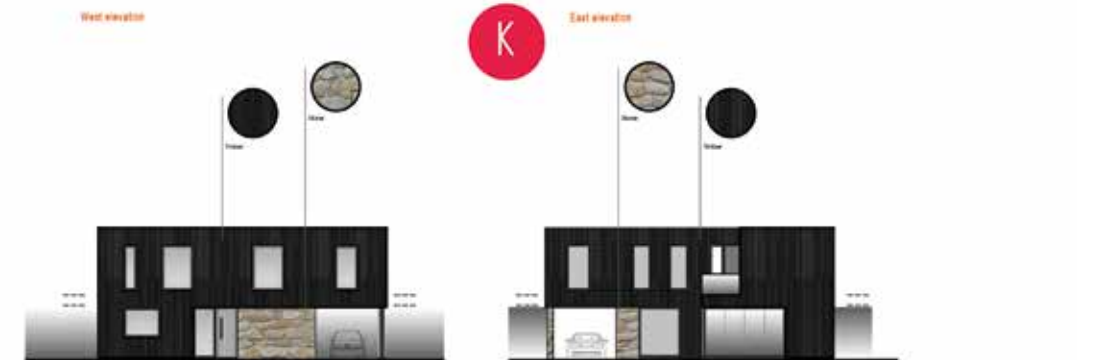 West elevation
K
East elevation
Stone
Stone
Timber
Timber